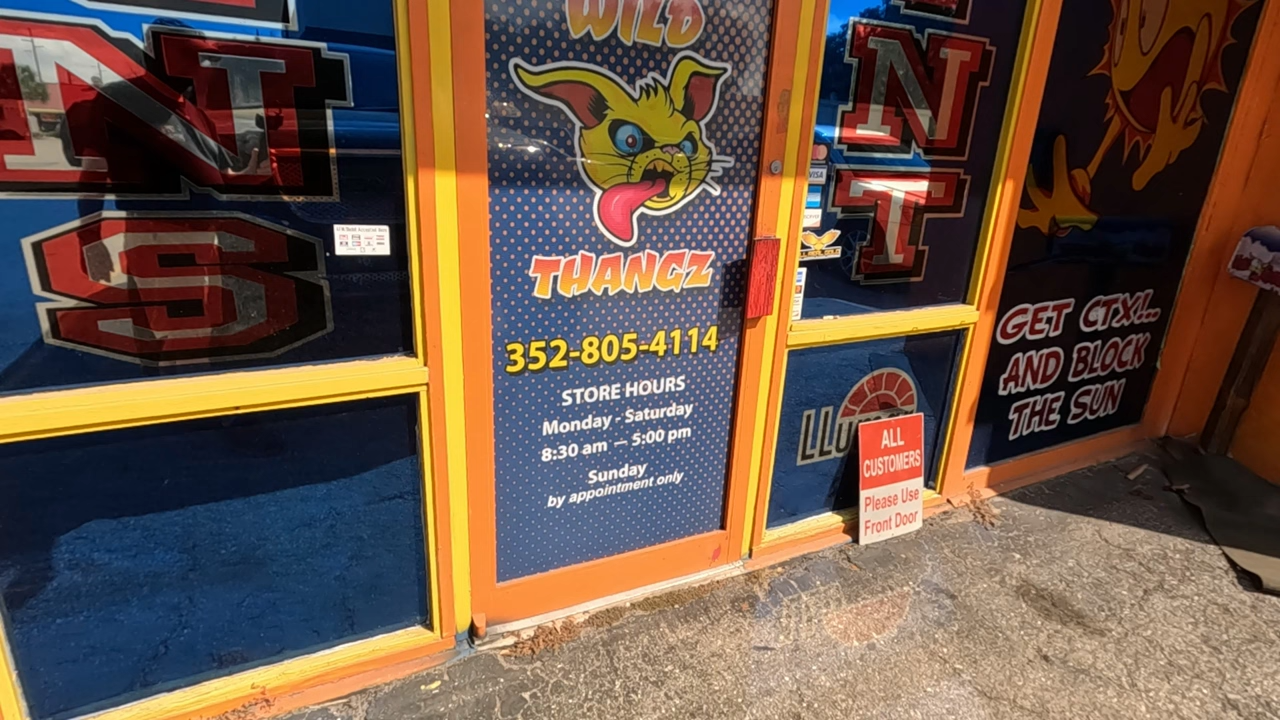 N
S
WILD
THANGZ
352-805-4114
STORE HOURS
Monday - Saturday
8:30 am – 5:00 pm
Sunday
by appointment only
N
T
VISA
ALL
CUSTOMERS
Please Use
Front Door
GET CTX!...
AND BLOCK
THE SUN